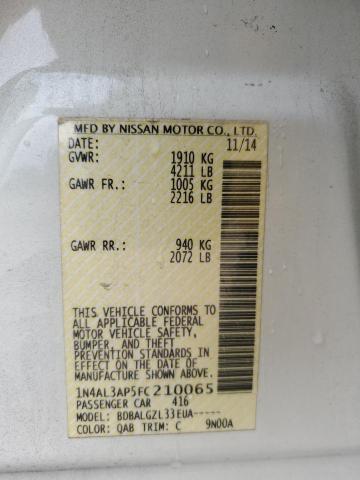 MFD BY NISSAN MOTOR CO., LTD.
DATE: 11/14
GVWR: 1910 KG
4211 LB
GAWR FR: 1005 KG
2216 LB
GAWR RR: 940 KG
2072 LB
THIS VEHICLE CONFORMS TO
ALL APPLICABLE FEDERAL
MOTOR VEHICLE SAFETY,
BUMPER, AND THEFT
PREVENTION STANDARDS IN
EFFECT ON THE DATE OF
MANUFACTURE SHOWN ABOVE.
1N4AL3AP5FC210065
PASSENGER CAR 416
MODEL: BDBALGZL33EUA-----
COLOR: QAB TRIM: C 9N00A